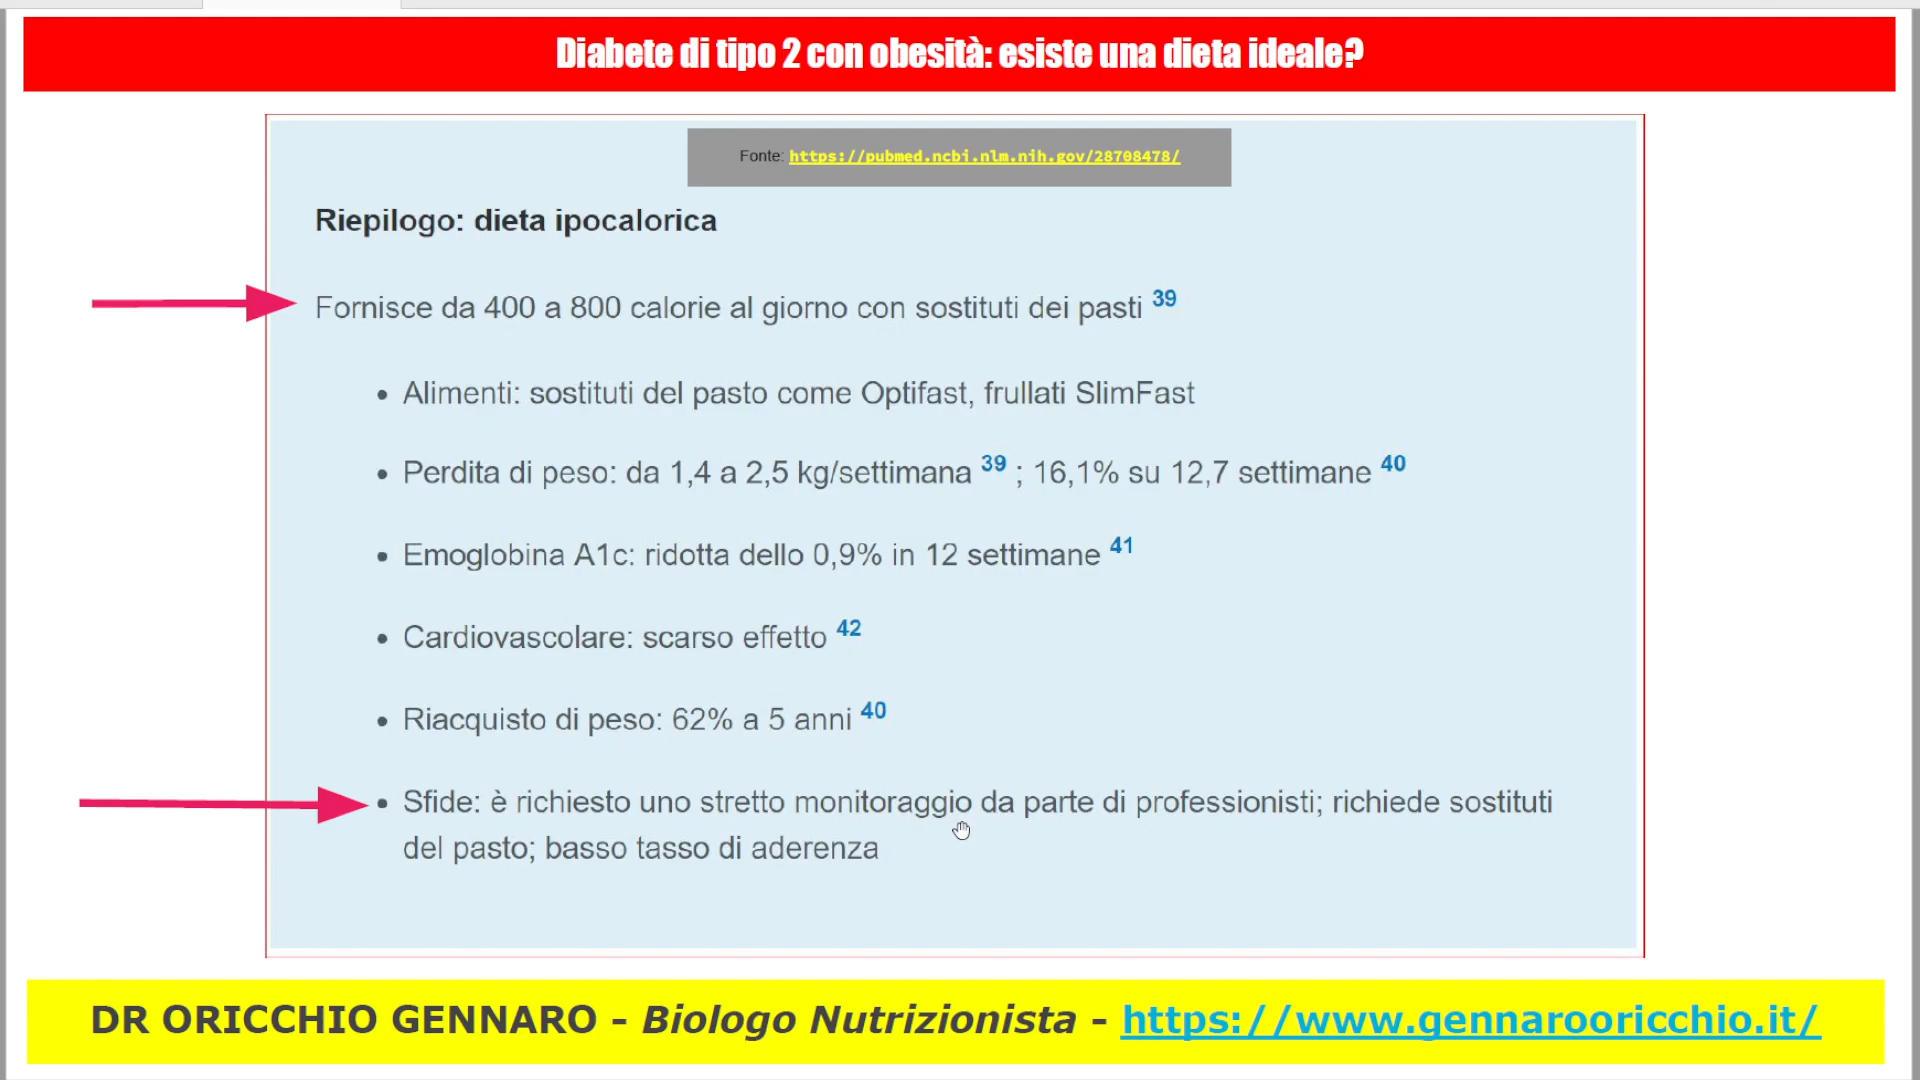 Diabete di tipo 2 con obesità: esiste una dieta ideale?
Fonte: https://pubmed.ncbi.nlm.nih.gov/28708478/
Riepilogo: dieta ipocalorica
Fornisce da 400 a 800 calorie al giorno con sostituti dei pasti 39
• Alimenti: sostituti del pasto come Optifast, frullati SlimFast
• Perdita di peso: da 1,4 a 2,5 kg/settimana 39 ; 16,1% su 12,7 settimane 40
• Emoglobina A1c: ridotta dello 0,9% in 12 settimane 41
• Cardiovascolare: scarso effetto 42
• Riacquisto di peso: 62% a 5 anni 40
• Sfide: è richiesto uno stretto monitoraggio da parte di professionisti; richiede sostituti
del pasto; basso tasso di aderenza
DR ORICCHIO GENNARO - Biologo Nutrizionista - https://www.gennarooricchio.it/